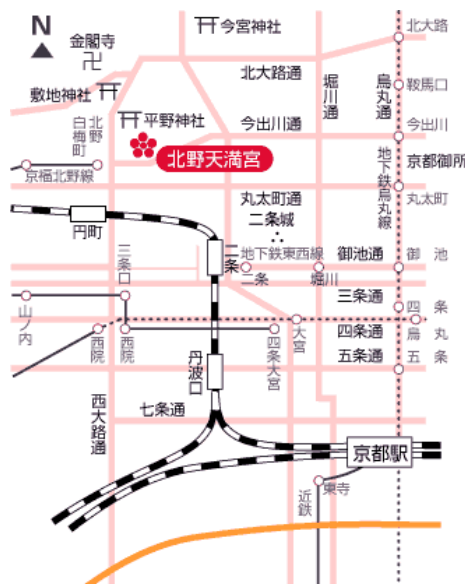 N
今宮神社
北大路
金閣寺
北大路通
堀川通
烏丸通
鞍馬口
敷地神社
平野神社
今出川通
今出川
北野白梅町
北野天満宮
地下鉄烏丸線
京都御所
京福北野線
丸太町通
丸太町
二条城
円町
三条口
二条
地下鉄東西線
御池通
御池
二条
堀川
三条通
山ノ内
四条
大宮
四条通
烏丸
西院
西院
四条大宮
丹波口
五条通
五条
西大路通
七条通
京都駅
近鉄
東寺